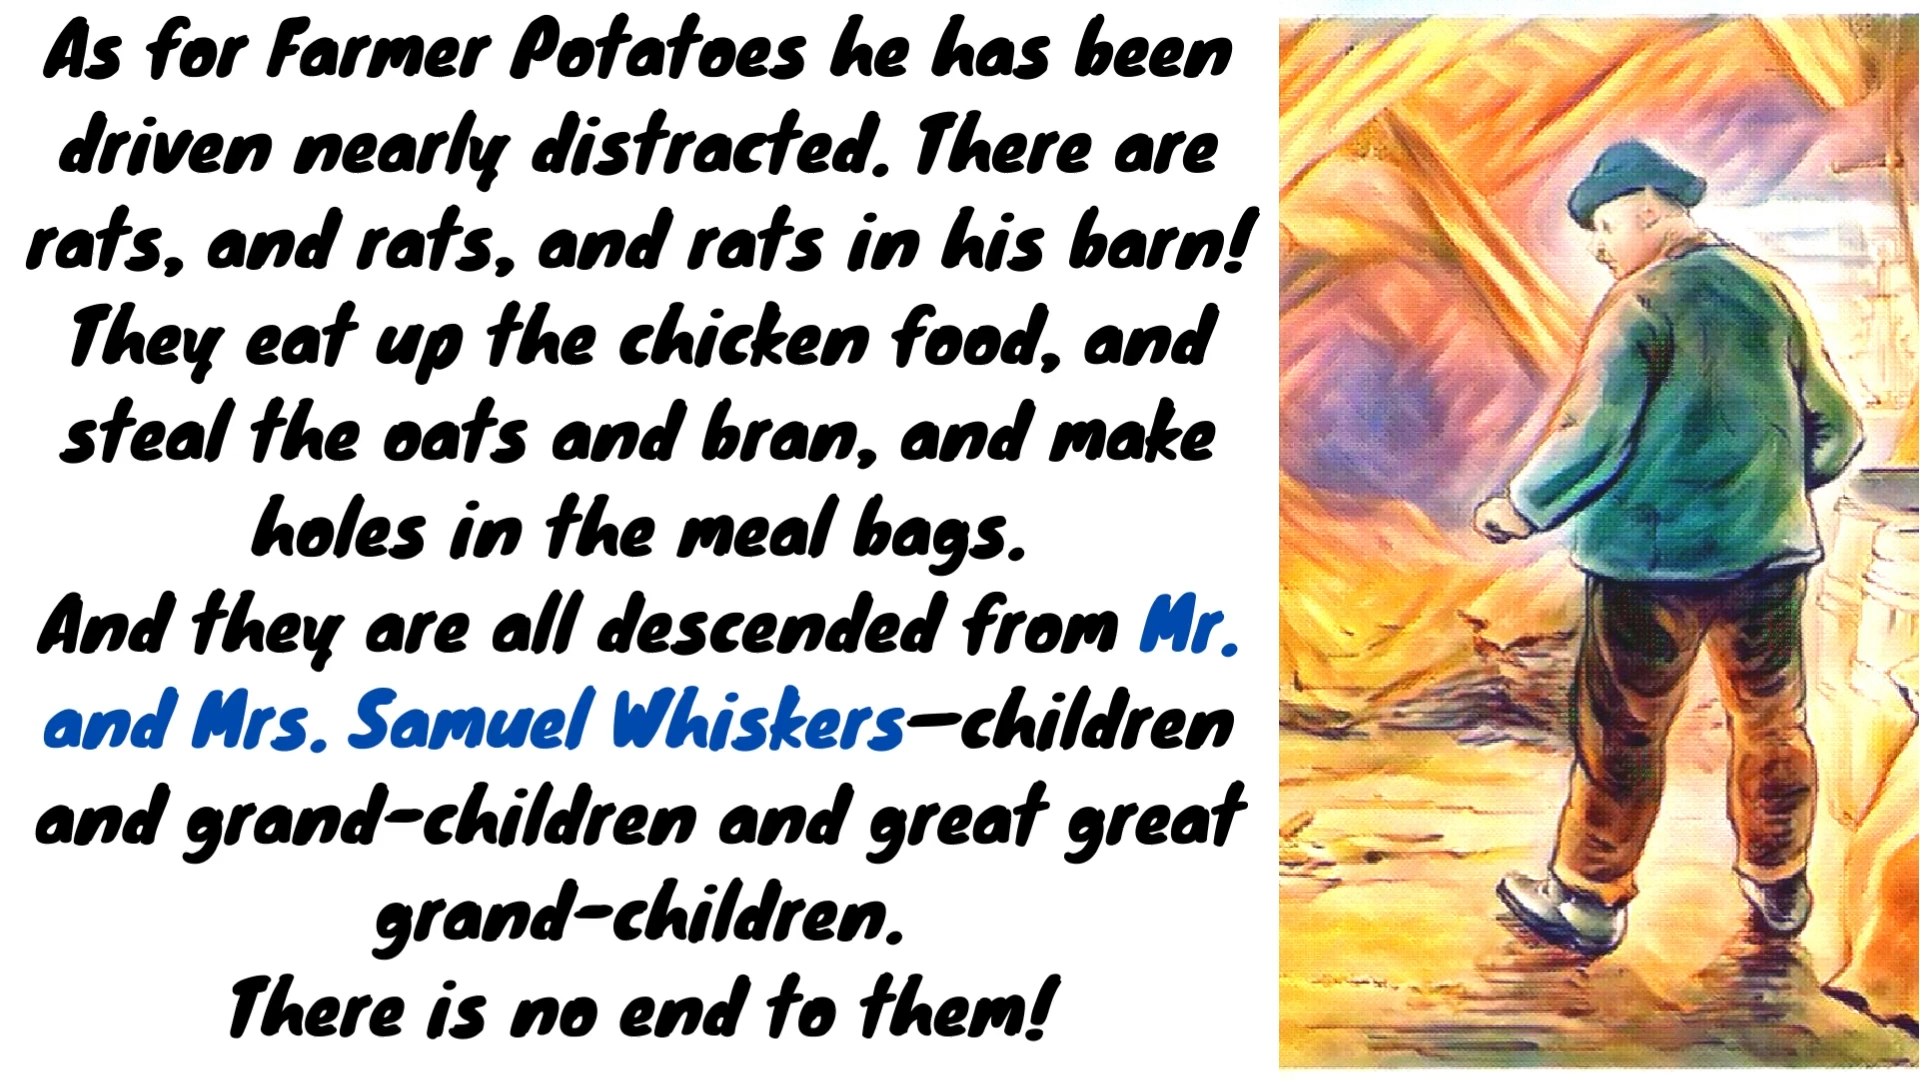 As for Farmer Potatoes he has been
driven nearly distracted. There are
rats, and rats, and rats in his barn!
They eat up the chicken food, and
steal the oats and bran, and make
holes in the meal bags.
And they are all descended from Mr.
and Mrs. Samuel Whiskers—children
and grand-children and great great
grand-children.
There is no end to them!